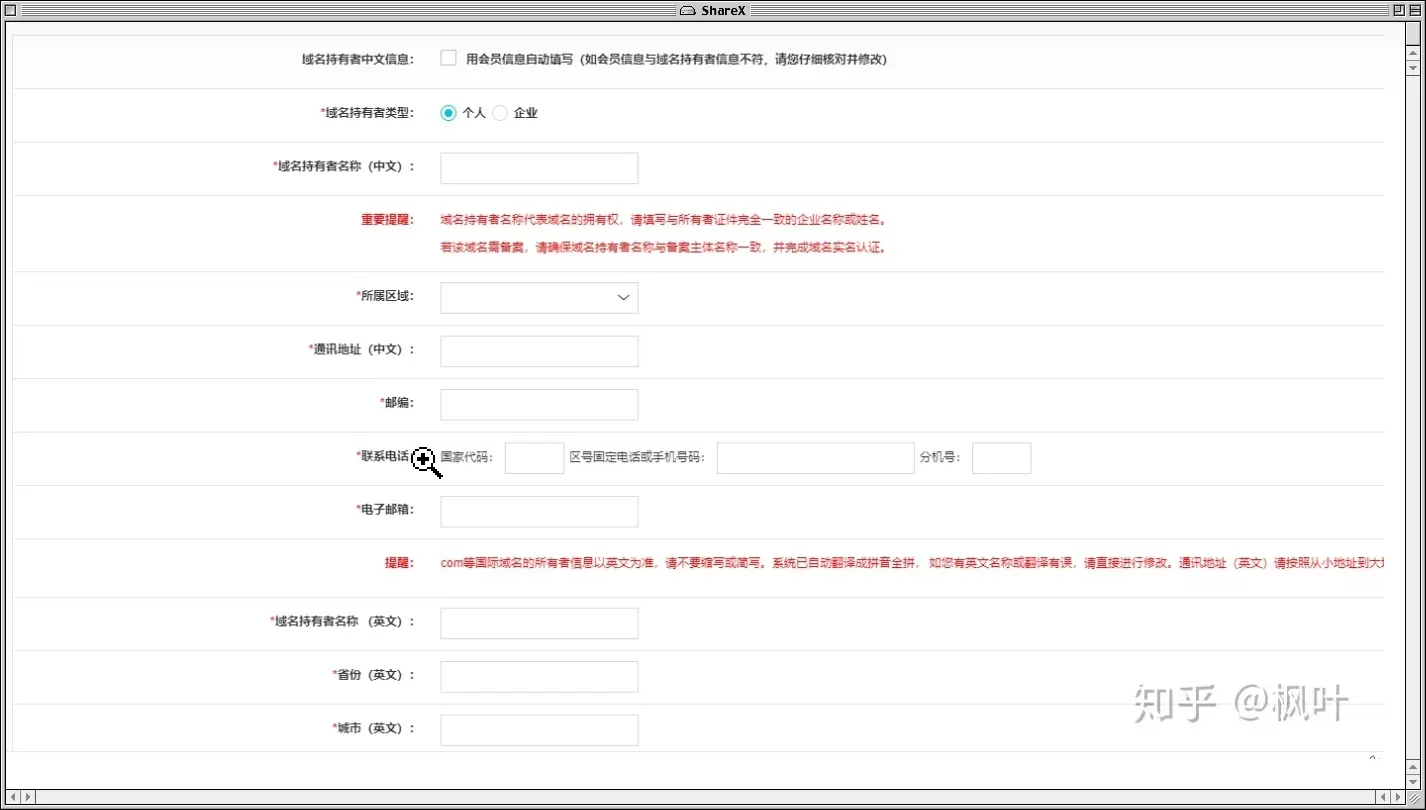 ShareX
域名持有者中文信息： 用会员信息自动填写（如会员信息与域名持有者信息不符，请您仔细核对并修改）
*域名持有者类型： 个人 企业
*域名持有者名称（中文）：
重要提醒： 域名持有者名称代表域名的拥有权，请填写与所有者证件完全一致的企业名称或姓名。
若该域名需备案，请确保域名持有者名称与备案主体名称一致，并完成域名实名认证。
*所属区域：
*通讯地址（中文）：
*邮编：
*联系电话 国家代码： 区号固定电话或手机号码： 分机号：
*电子邮箱：
提醒： com等国际域名的所有者信息以英文为准，请不要缩写或简写。系统已自动翻译成拼音全拼，如您有英文名称或翻译有误，请直接进行修改。通讯地址（英文）请按照从小地址到大
*域名持有者名称（英文）：
*省份（英文）：
知乎 @枫叶
*城市（英文）：